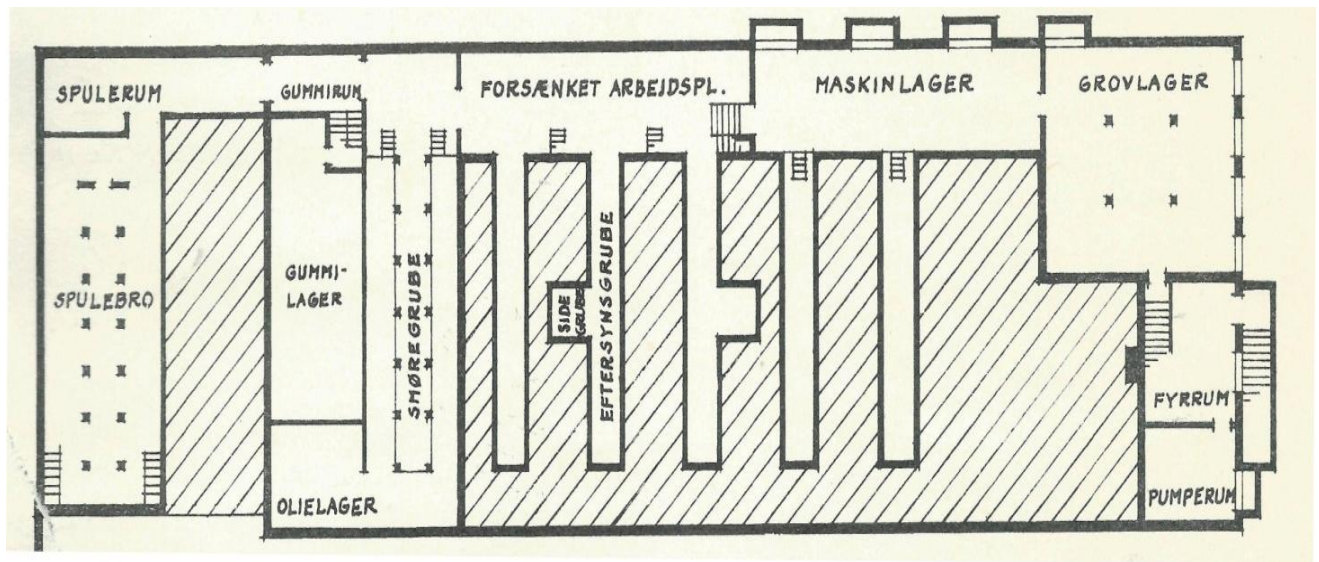 SPULERUM
GUMMIRUM
FORSÆNKET ARBEJDSPL.
MASKINLAGER
GROVLAGER
SPULEBRO
GUMMI-
LAGER
SMØREGRUBE
SIDE
GRUBE
EFTERSYNSGRUBE
FYRRUM
OLIELAGER
PUMPERUM